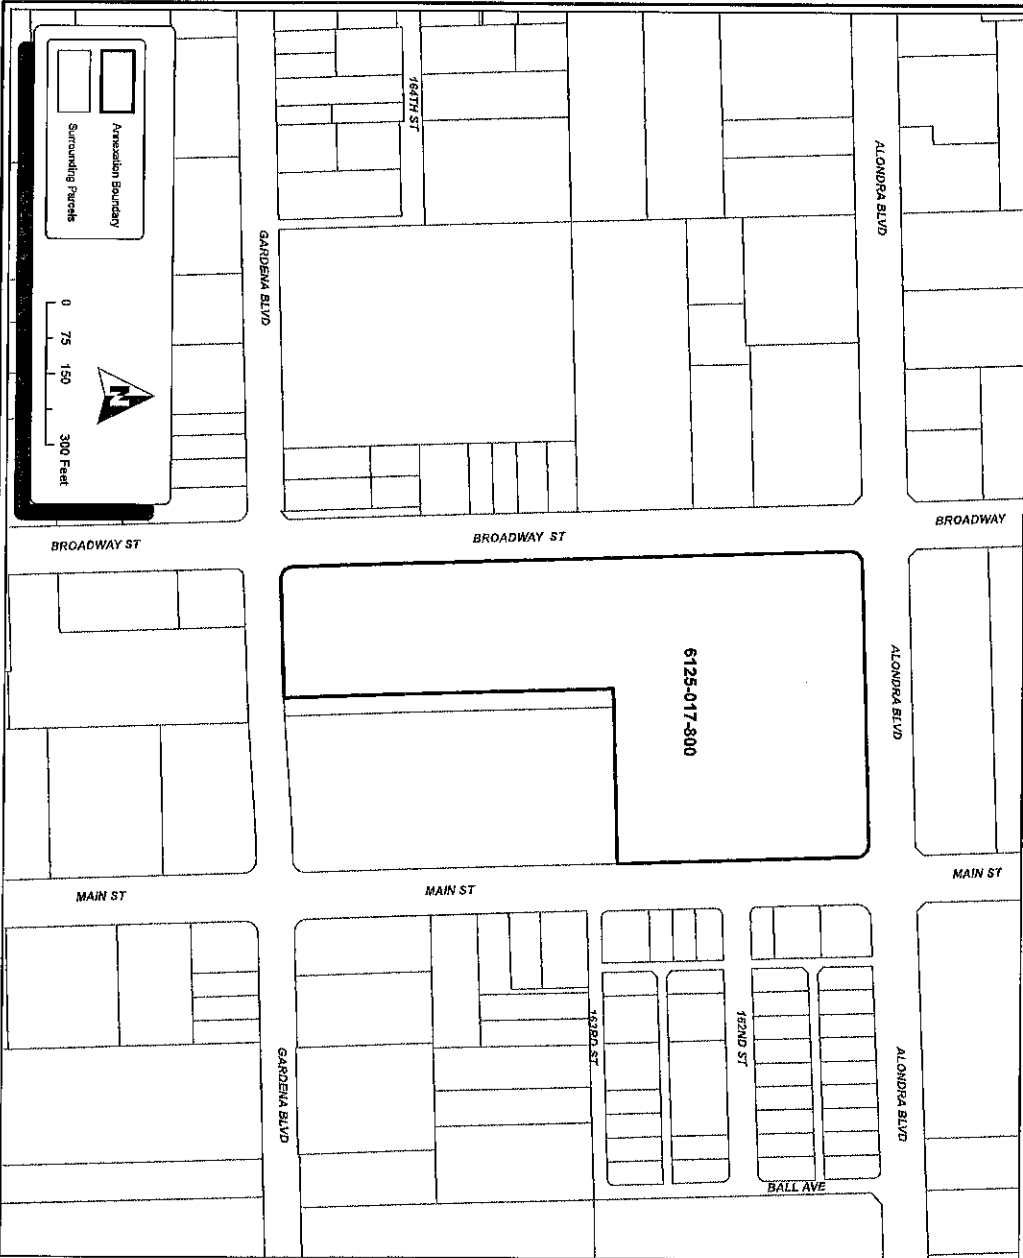 164TH ST
ALONDRA BLVD
Annexation Boundary
Surrounding Parcels
GARDENA BLVD
0 75 150 300 Feet
N
BROADWAY ST
BROADWAY ST
BROADWAY
6125-017-800
ALONDRA BLVD
MAIN ST
MAIN ST
MAIN ST
163RD ST
162ND ST
GARDENA BLVD
ALONDRA BLVD
BALL AVE